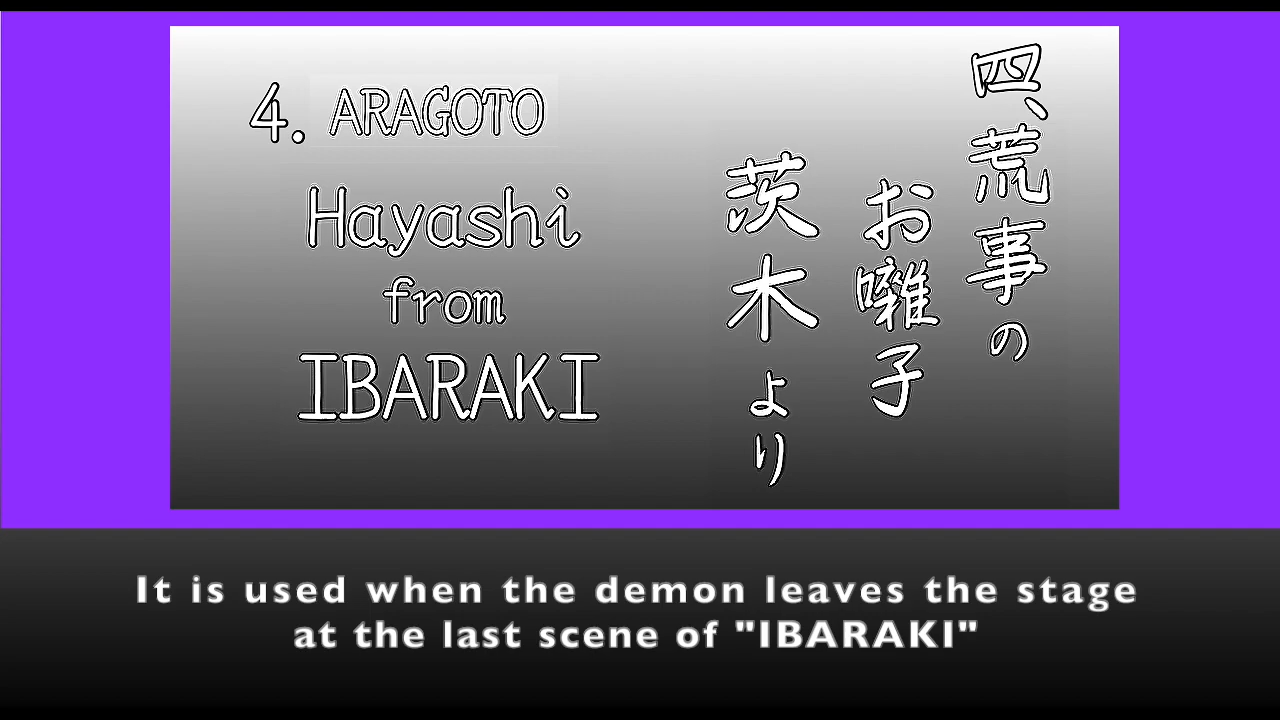 4. ARAGOTO
Hayashi
from
IBARAKI
四、荒事の
お囃子
茨木より
It is used when the demon leaves the stage
at the last scene of "IBARAKI"